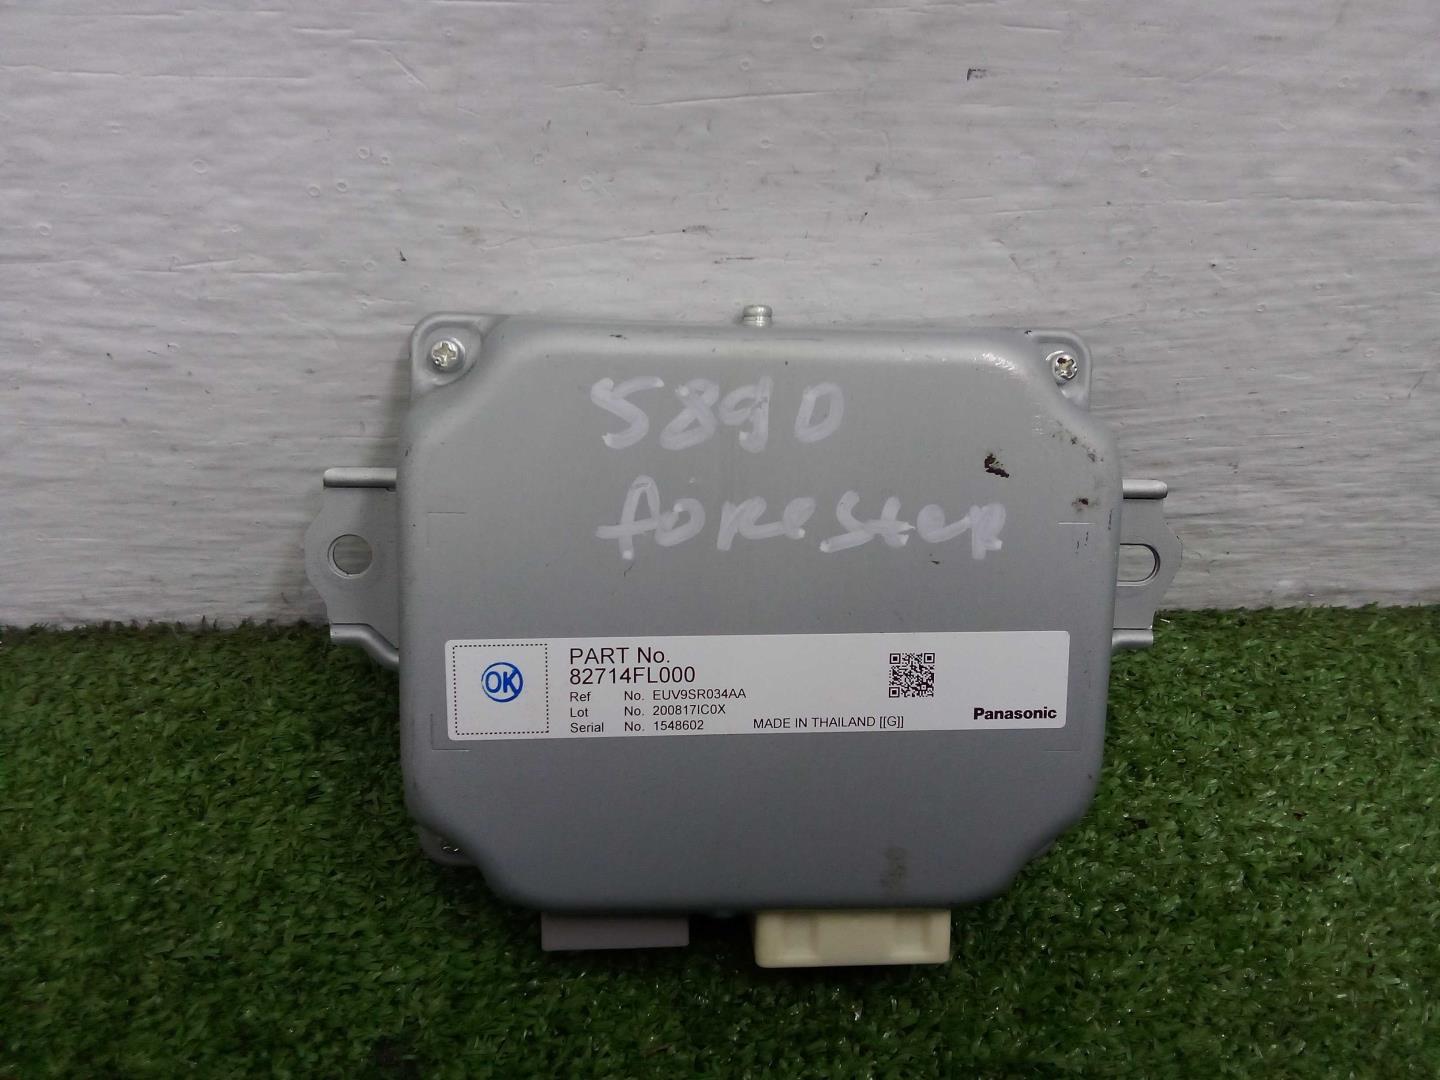 5890
forester
OK
PART No.
82714FL000
Ref No. EUV9SR034AA
Lot No. 200817IC0X
Serial No. 1548602 MADE IN THAILAND [[G]]
Panasonic